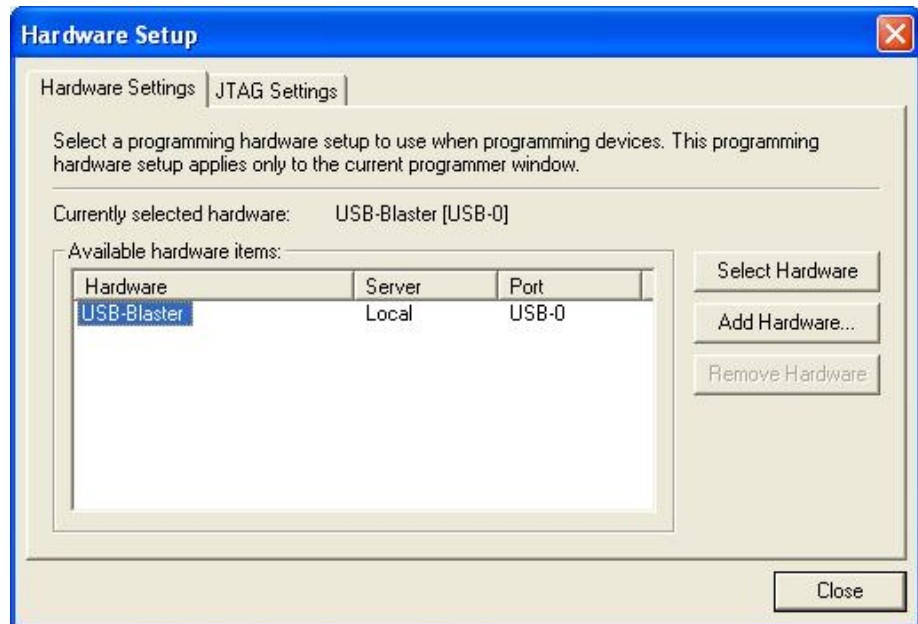 Hardware Setup
Hardware Settings JTAG Settings
Select a programming hardware setup to use when programming devices. This programming
hardware setup applies only to the current programmer window.
Currently selected hardware: USB-Blaster [USB-0]
Available hardware items:
Hardware Server Port
USB-Blaster Local USB-0
Select Hardware
Add Hardware...
Remove Hardware
Close